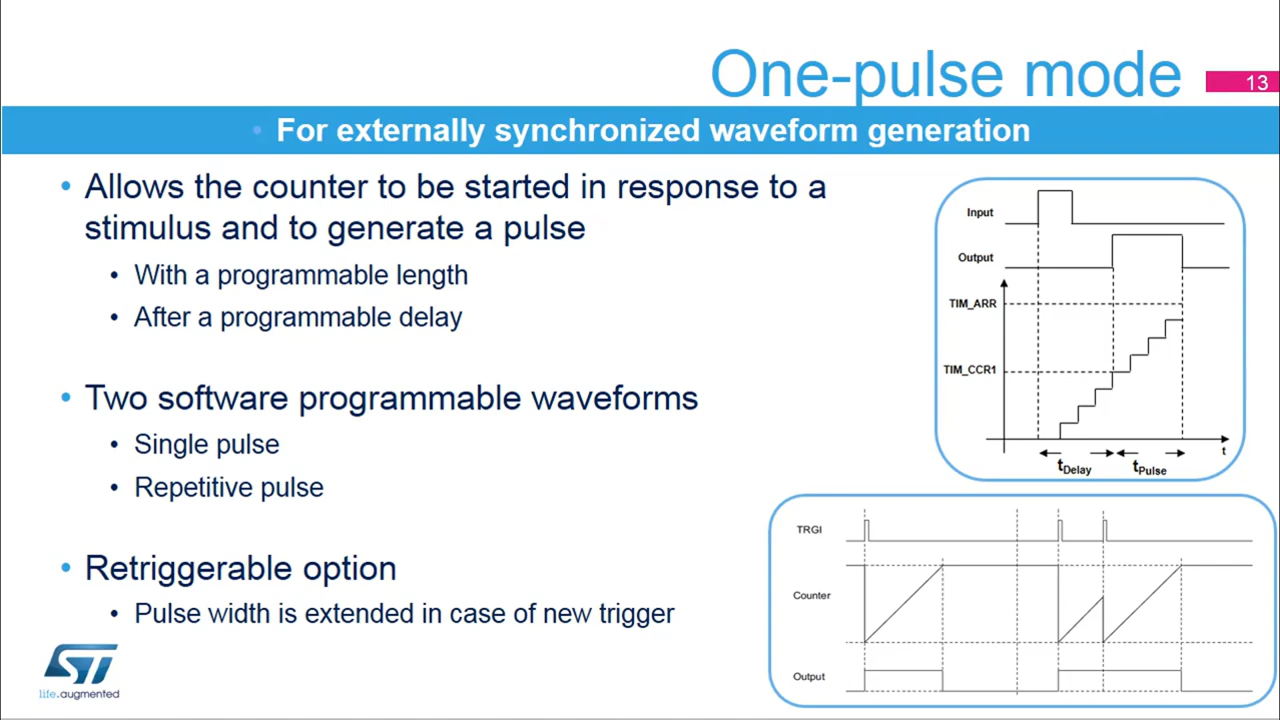 One-pulse mode
13
• For externally synchronized waveform generation
• Allows the counter to be started in response to a
stimulus and to generate a pulse
• With a programmable length
• After a programmable delay
• Two software programmable waveforms
• Single pulse
• Repetitive pulse
• Retriggerable option
• Pulse width is extended in case of new trigger
ST
life.augmented
Input
Output
TIM_ARR
TIM_CCR1
t
tDelay
tPulse
TRGI
Counter
Output